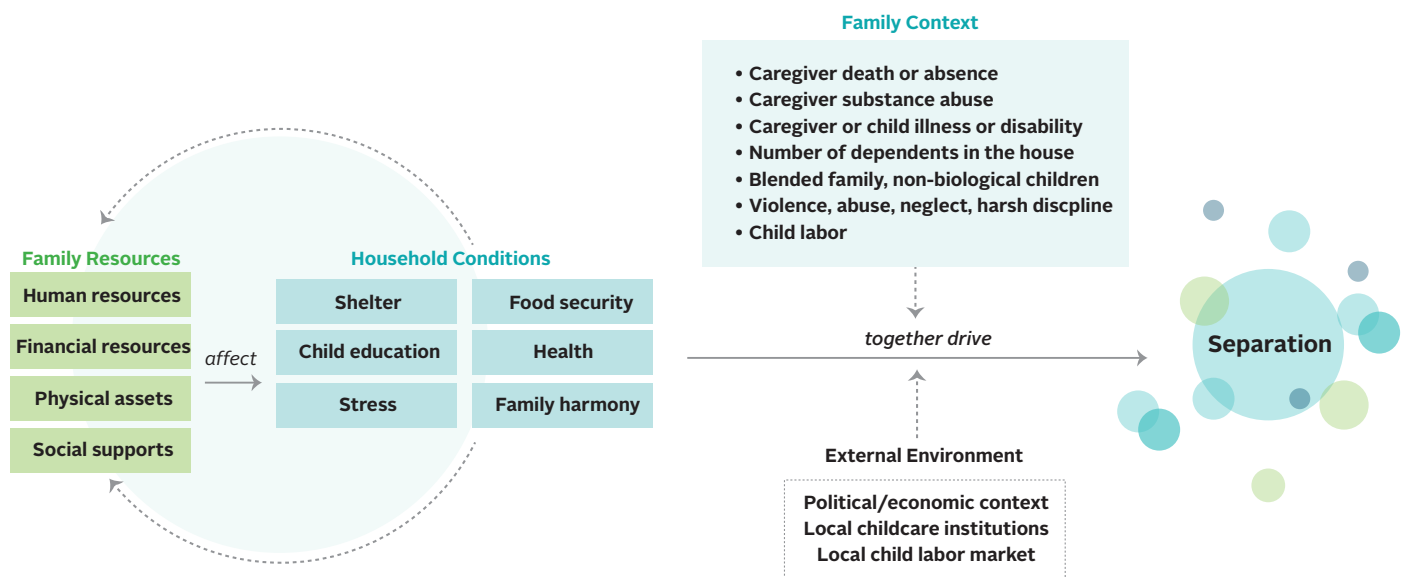 Family Context
• Caregiver death or absence
• Caregiver substance abuse
• Caregiver or child illness or disability
• Number of dependents in the house
• Blended family, non-biological children
• Violence, abuse, neglect, harsh discpline
• Child labor
Family Resources
Human resources
Financial resources
Physical assets
Social supports
affect
Household Conditions
Shelter
Food security
Child education
Health
Stress
Family harmony
together drive
Separation
External Environment
Political/economic context
Local childcare institutions
Local child labor market